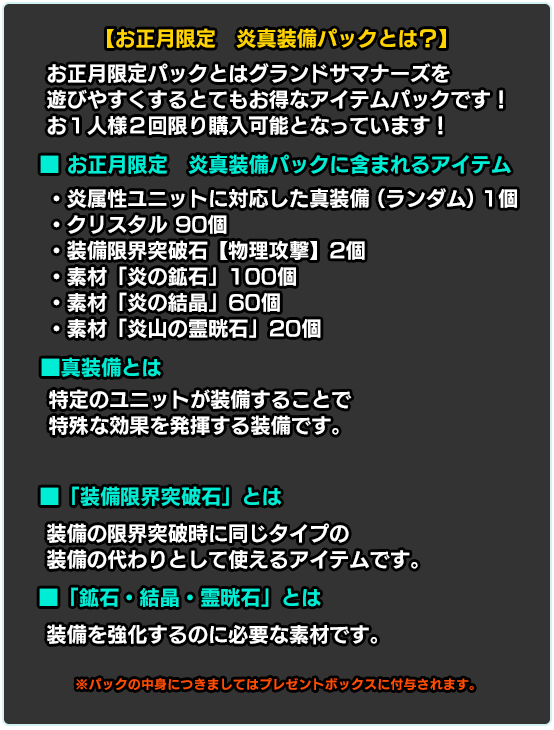 【お正月限定　炎真装備パックとは?】
お正月限定パックとはグランドサマナーズを
遊びやすくするとてもお得なアイテムパックです！
お１人様２回限り購入可能となっています！
■ お正月限定　炎真装備パックに含まれるアイテム
・炎属性ユニットに対応した真装備（ランダム）1個
・クリスタル 90個
・装備限界突破石【物理攻撃】2個
・素材「炎の鉱石」100個
・素材「炎の結晶」60個
・素材「炎山の霊晄石」20個
■真装備とは
特定のユニットが装備することで
特殊な効果を発揮する装備です。
■「装備限界突破石」とは
装備の限界突破時に同じタイプの
装備の代わりとして使えるアイテムです。
■「鉱石・結晶・霊晄石」とは
装備を強化するのに必要な素材です。
※パックの中身につきましてはプレゼントボックスに付与されます。